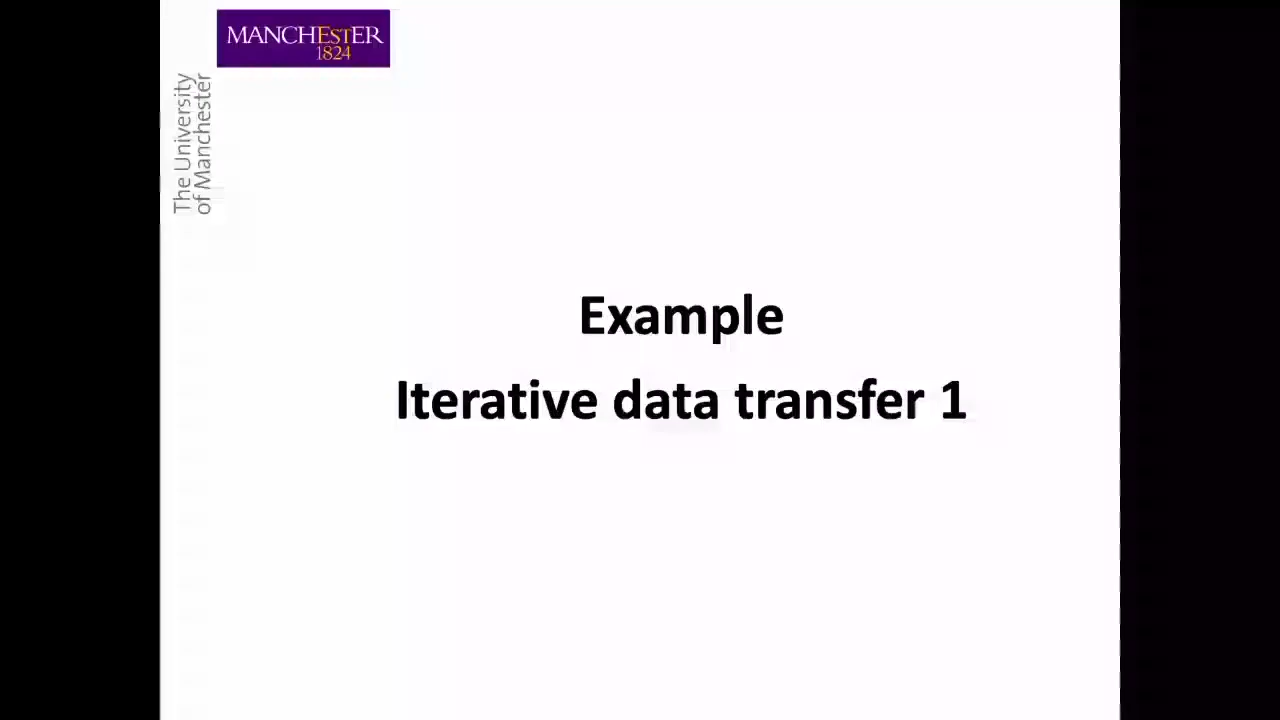 MANCHESTER
1824
The University
of Manchester
Example
Iterative data transfer 1